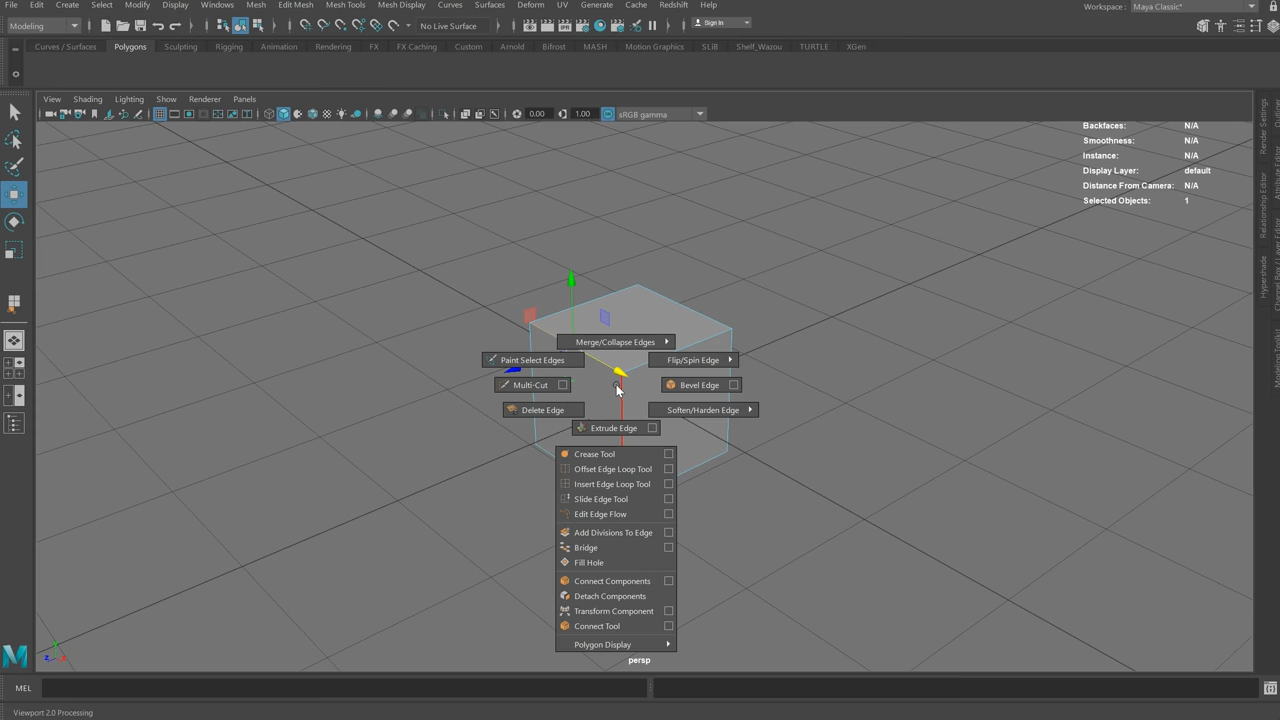 File Edit Create Select Modify Display Windows Mesh Edit Mesh Mesh Tools Mesh Display Curves Surfaces Deform UV Generate Cache Redshift Help
Workspace : Maya Classic*
Modeling
No Live Surface
Sign In
Curves / Surfaces Polygons Sculpting Rigging Animation Rendering FX FX Caching Custom Arnold Bifrost MASH Motion Graphics SLiB Shelf_Wazou TURTLE XGen
View Shading Lighting Show Renderer Panels
0.00 1.00 sRGB gamma
Backfaces: N/A
Smoothness: N/A
Instance: N/A
Display Layer: default
Distance From Camera: N/A
Selected Objects: 1
Render Settings
Relationship Editor
Hypershade
Merge/Collapse Edges
Paint Select Edges
Flip/Spin Edge
Multi-Cut
Bevel Edge
Delete Edge
Soften/Harden Edge
Extrude Edge
Crease Tool
Offset Edge Loop Tool
Insert Edge Loop Tool
Slide Edge Tool
Edit Edge Flow
Add Divisions To Edge
Bridge
Fill Hole
Connect Components
Detach Components
Transform Component
Connect Tool
Polygon Display
persp
z x
MEL
Viewport 2.0 Processing